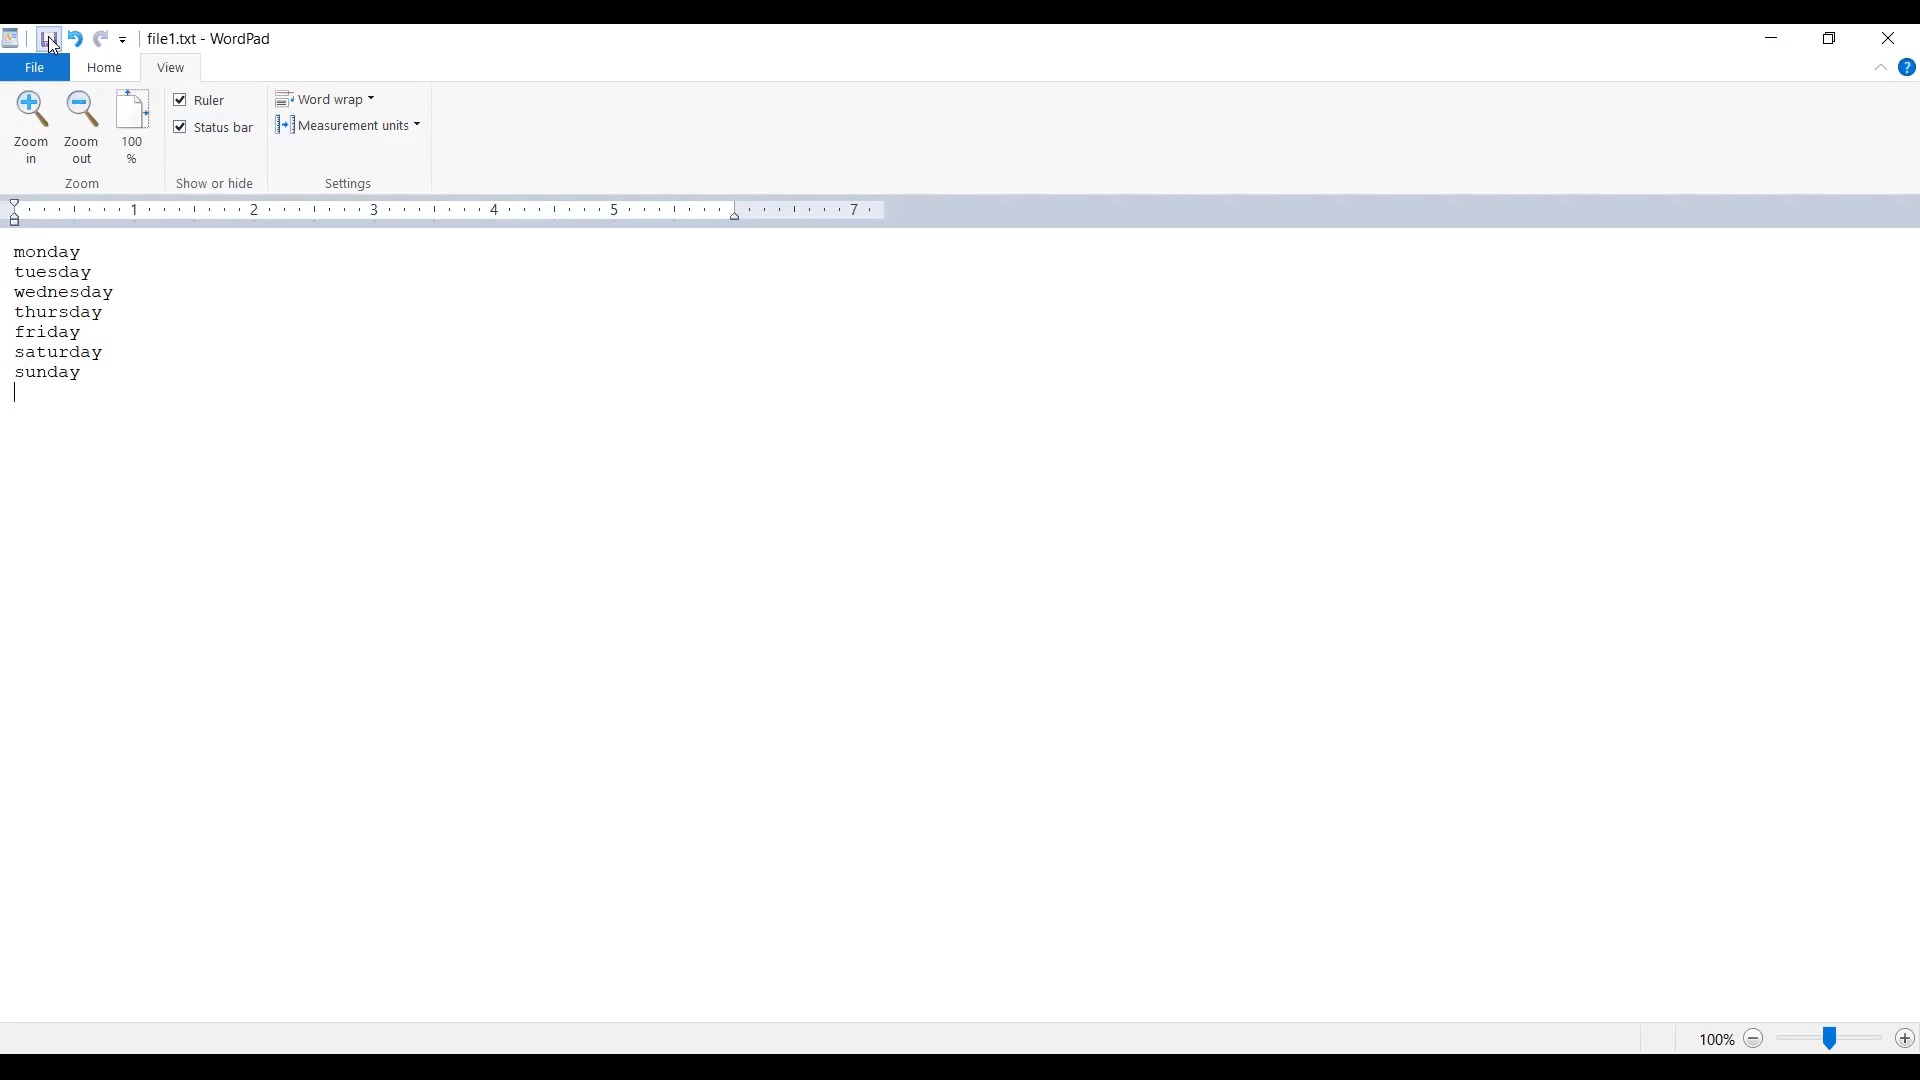 file1.txt - WordPad
File Home View
Zoom in
Zoom out
100 %
Zoom
Ruler
Status bar
Show or hide
Word wrap
Measurement units
Settings
1 2 3 4 5 7
monday
tuesday
wednesday
thursday
friday
saturday
sunday
100%